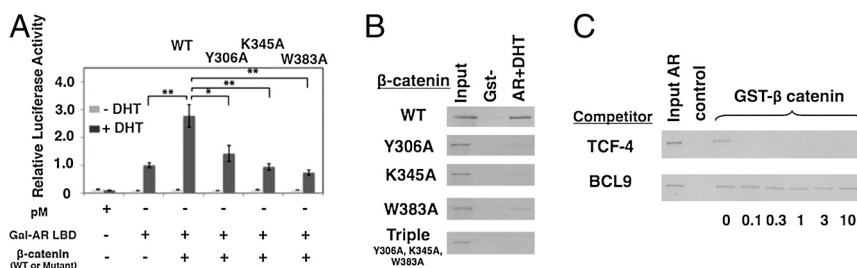 A
Relative Luciferase Activity
4.0
3.0
2.0
1.0
0
- DHT
+ DHT
WT
Y306A
K345A
W383A
**
*
**
**
pM + - - - - -
Gal-AR LBD - + + + + +
β-catenin - - + + + +
(WT or Mutant)
B
β-catenin
Input
Gst-
AR+DHT
WT
Y306A
K345A
W383A
Triple
Y306A, K345A,
W383A
C
Competitor
Input AR
control
GST-β catenin
TCF-4
BCL9
0 0.1 0.3 1 3 10